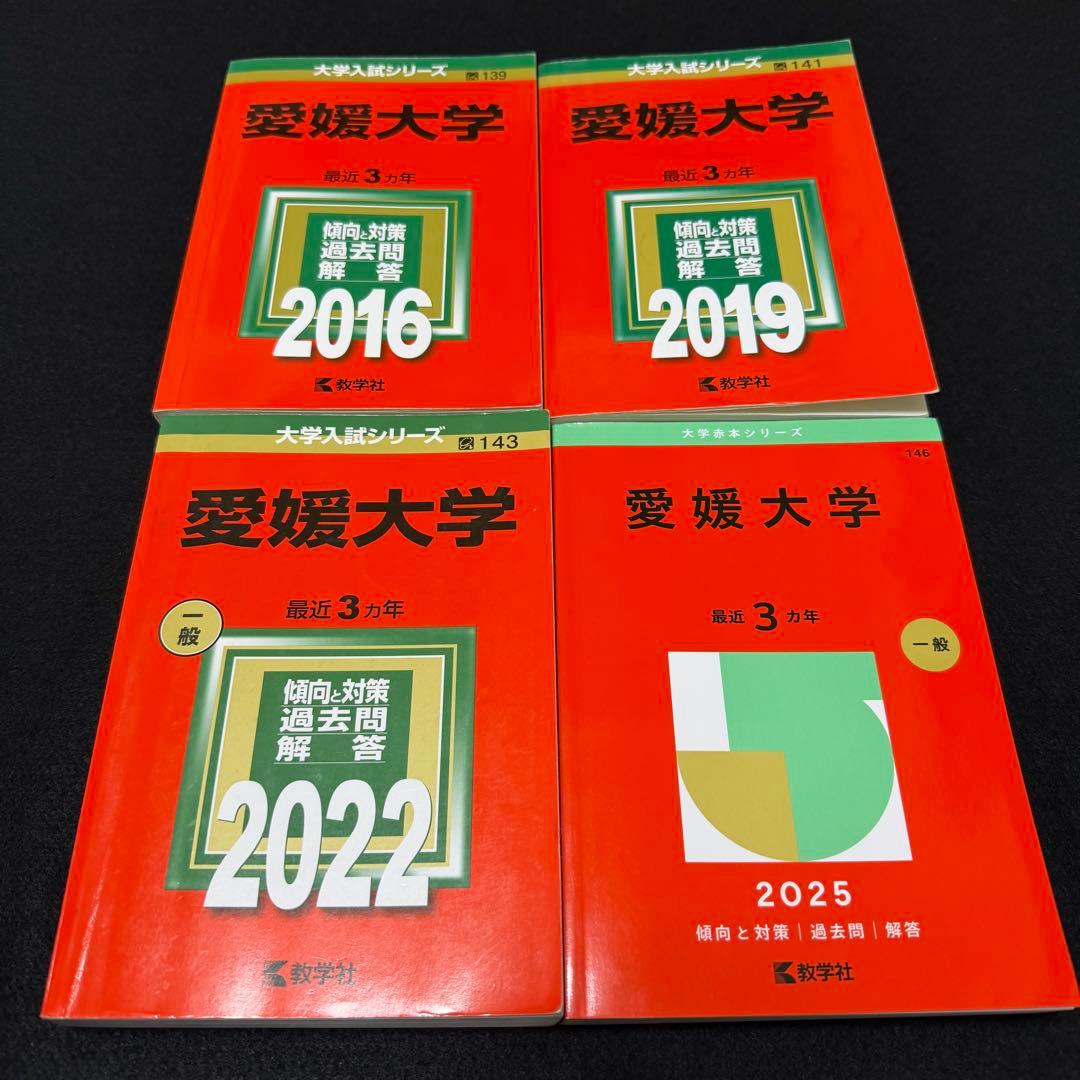 大学入試シリーズ 139
愛媛大学
最近3カ年
傾向と対策
過去問
解答
2016
教学社
大学入試シリーズ 141
愛媛大学
最近3カ年
傾向と対策
過去問
解答
2019
教学社
大学入試シリーズ 143
愛媛大学
最近3カ年
一般
傾向と対策
過去問
解答
2022
教学社
大学赤本シリーズ
146
愛媛大学
最近3カ年
一般
2025
傾向と対策|過去問|解答
教学社